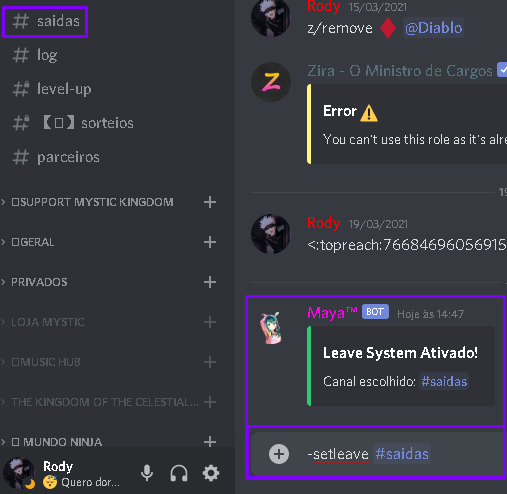 # saidas
# log
# level-up
# 【▯】sorteios
# parceiros
> ▯SUPPORT MYSTIC KINGDOM +
> ▯GERAL +
PRIVADOS +
> LOJA MYSTIC +
> ▯MUSIC HUB +
> THE KINGDOM OF THE CELESTIAL... +
> ▯ MUNDO NINJA +
Rody
😴 Quero dor...
Rody 15/03/2021
z/remove ♦ @Diablo
Zira - O Ministro de Cargos
Error ⚠
You can't use this role as it's alre
19
Rody 19/03/2021
<:topreach:76684696056915
Maya™ BOT Hoje às 14:47
Leave System Ativado!
Canal escolhido: #saidas
-setleave #saidas